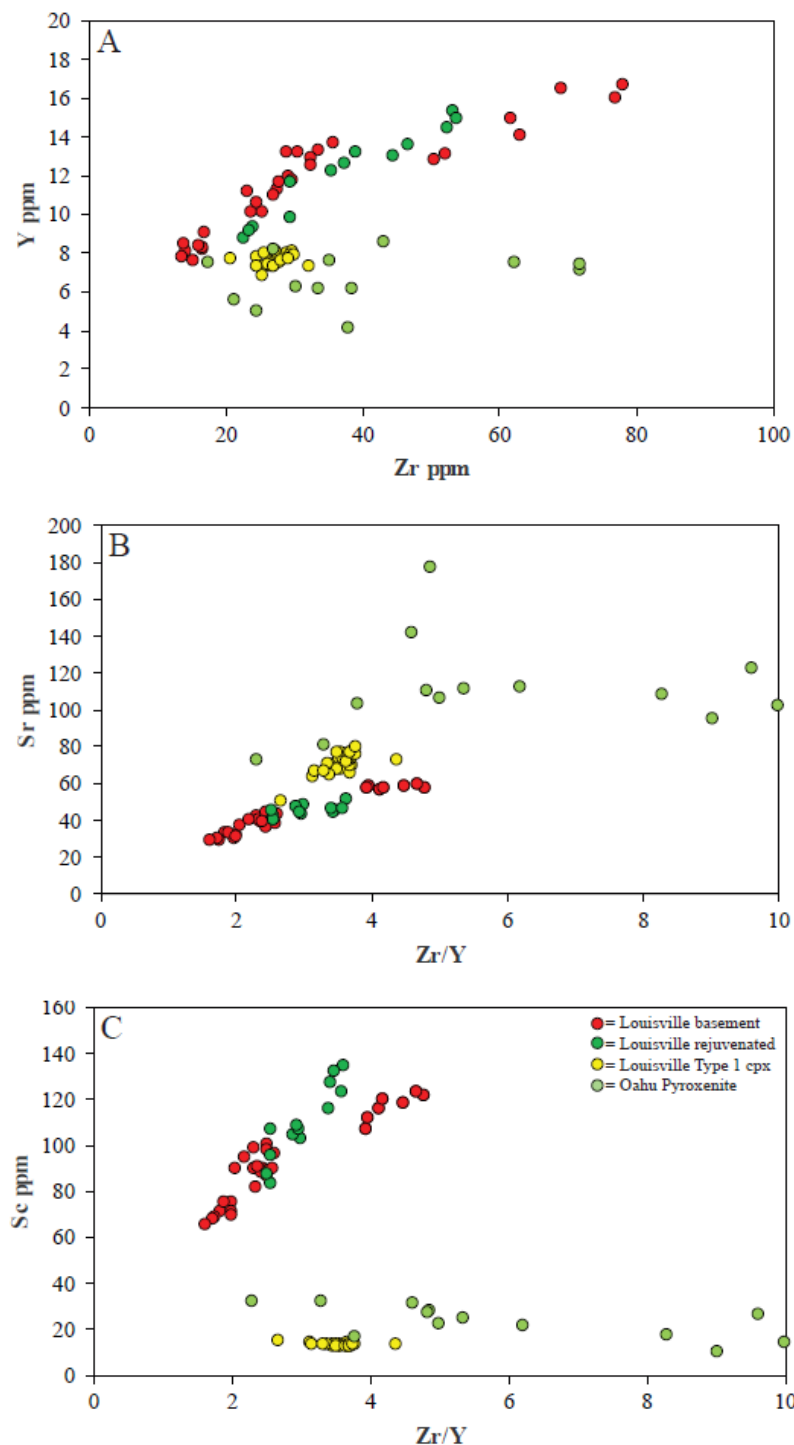 A
20
18
16
14
12
10
8
6
4
2
0
Y ppm
0 20 40 60 80 100
Zr ppm
B
200
180
160
140
120
100
80
60
40
20
0
Sr ppm
0 2 4 6 8 10
Zr/Y
C
160
140
120
100
80
60
40
20
0
Sc ppm
= Louisville basement
= Louisville rejuvenated
= Louisville Type 1 cpx
= Oahu Pyroxenite
0 2 4 6 8 10
Zr/Y